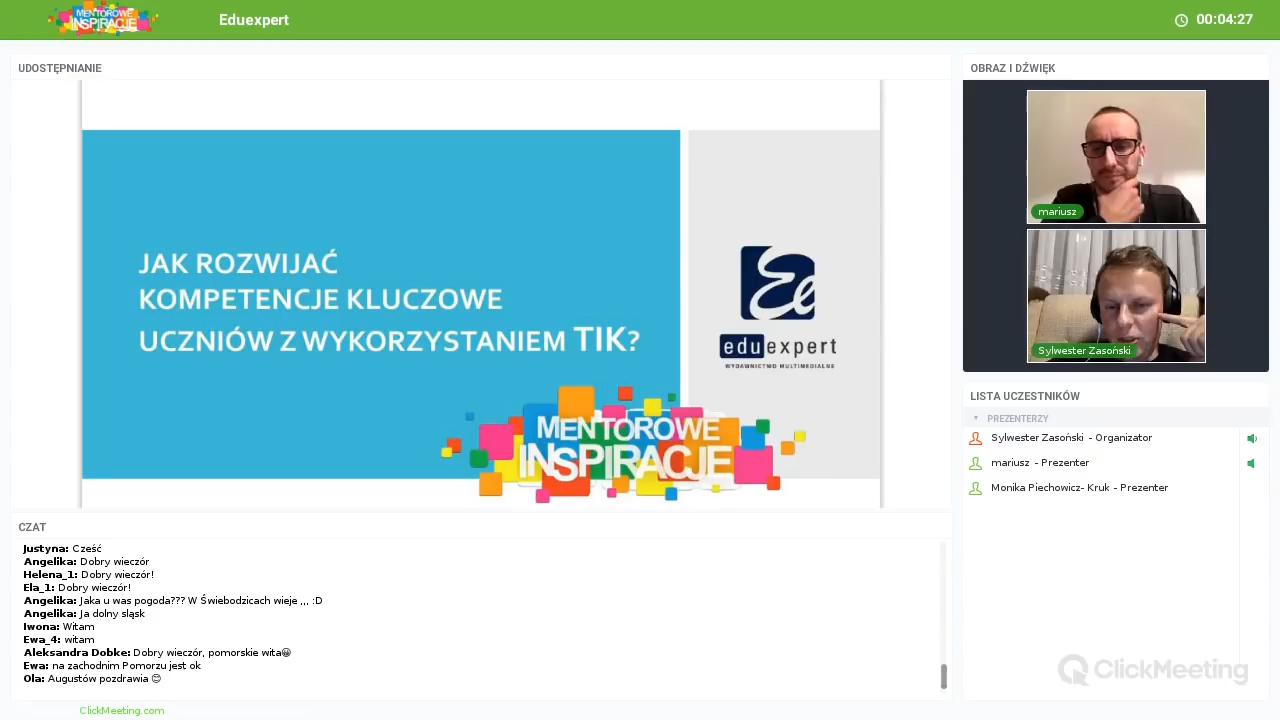 MENTOROWE
INSPIRACJE
Eduexpert
00:04:27
UDOSTĘPNIANIE
JAK ROZWIJAĆ
KOMPETENCJE KLUCZOWE
UCZNIÓW Z WYKORZYSTANIEM TIK?
Ee
eduexpert
WYDAWNICTWO MULTIMEDIALNE
MENTOROWE
INSPIRACJE
OBRAZ I DŹWIĘK
mariusz
Sylwester Zasoński
LISTA UCZESTNIKÓW
PREZENTERZY
Sylwester Zasoński - Organizator
mariusz - Prezenter
Monika Piechowicz- Kruk - Prezenter
CZAT
Justyna: Cześć
Angelika: Dobry wieczór
Helena_1: Dobry wieczór!
Ela_1: Dobry wieczór!
Angelika: Jaka u was pogoda??? W Świebodzicach wieje ,,, :D
Angelika: Ja dolny sląsk
Iwona: Witam
Ewa_4: witam
Aleksandra Dobke: Dobry wieczór, pomorskie wita😀
Ewa: na zachodnim Pomorzu jest ok
Ola: Augustów pozdrawia 😊
ClickMeeting
ClickMeeting.com